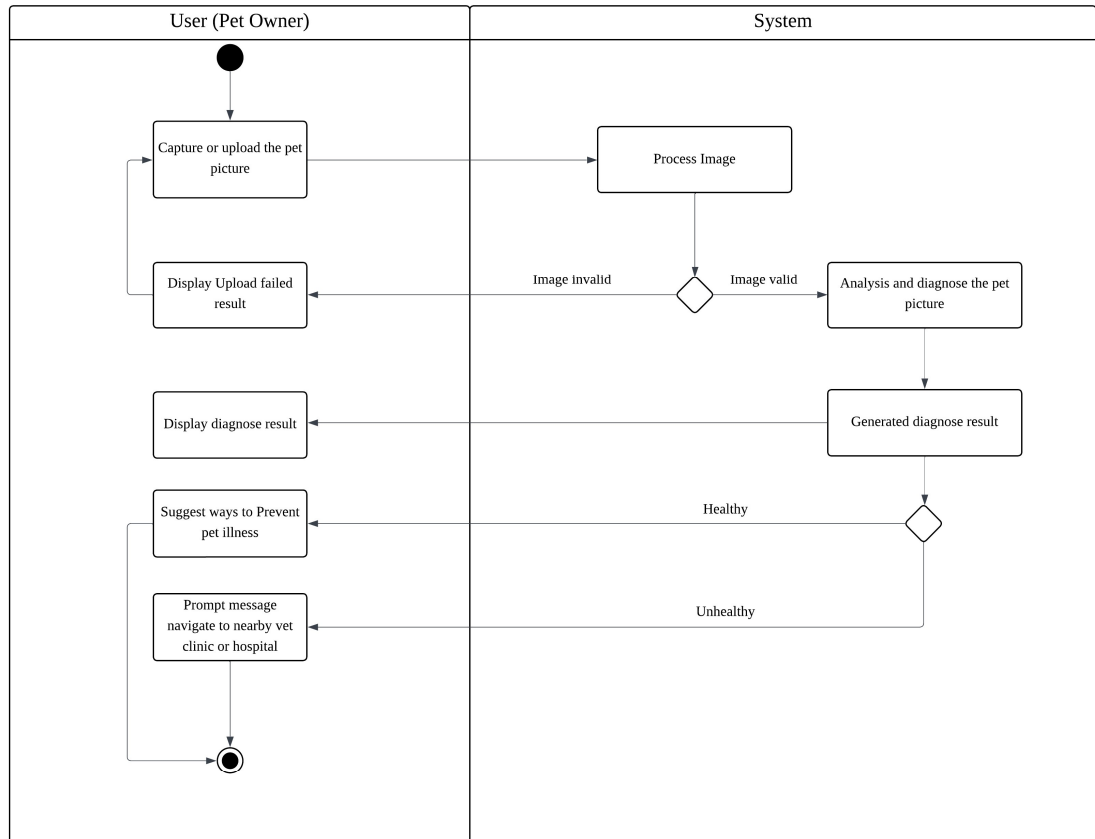 User (Pet Owner)
System
Capture or upload the pet
picture
Process Image
Display Upload failed
result
Image invalid
Image valid
Analysis and diagnose the pet
picture
Display diagnose result
Generated diagnose result
Suggest ways to Prevent
pet illness
Healthy
Prompt message
navigate to nearby vet
clinic or hospital
Unhealthy